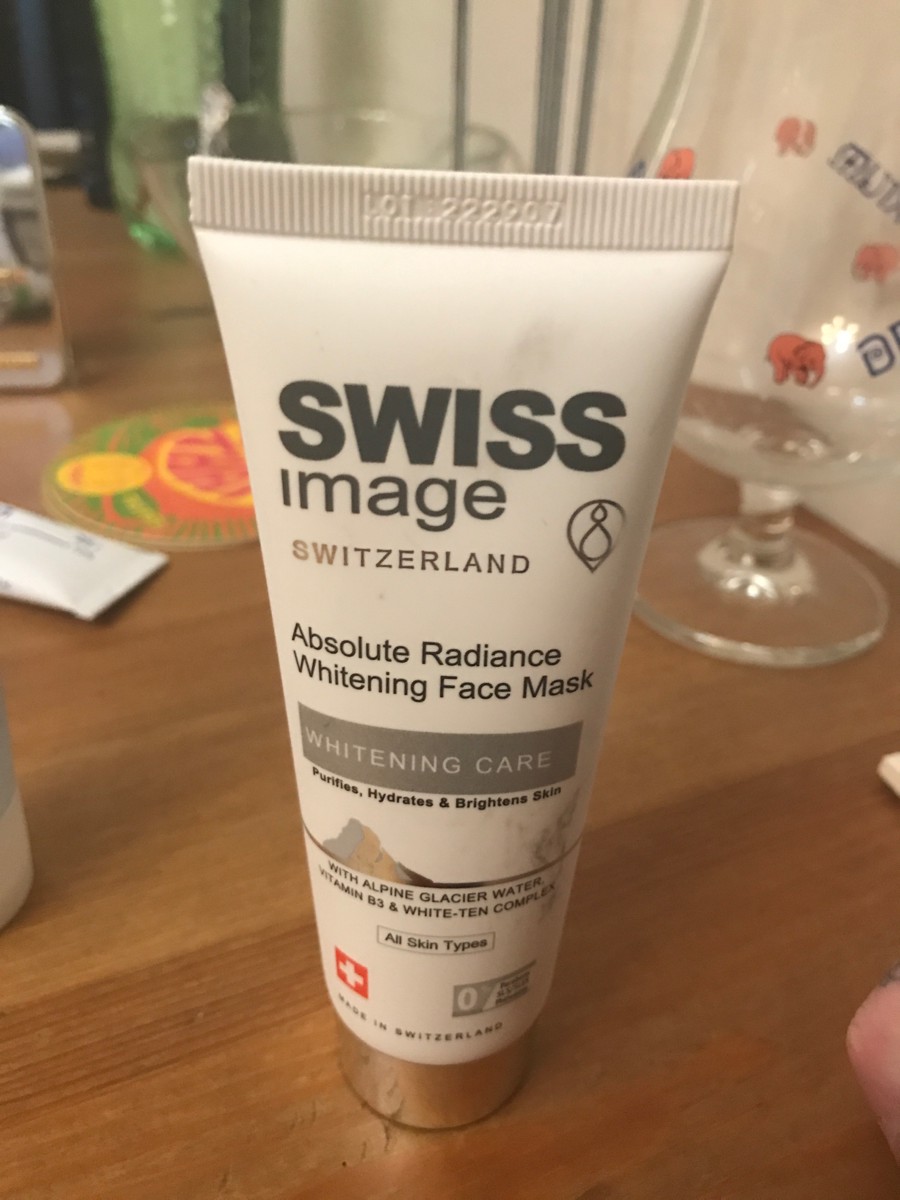 LOT:222907
SWISS
image
SWITZERLAND
Absolute Radiance
Whitening Face Mask
WHITENING CARE
Purifies, Hydrates & Brightens Skin
WITH ALPINE GLACIER WATER,
VITAMIN B3 & WHITE-TEN COMPLEX
All Skin Types
0%
MADE IN SWITZERLAND